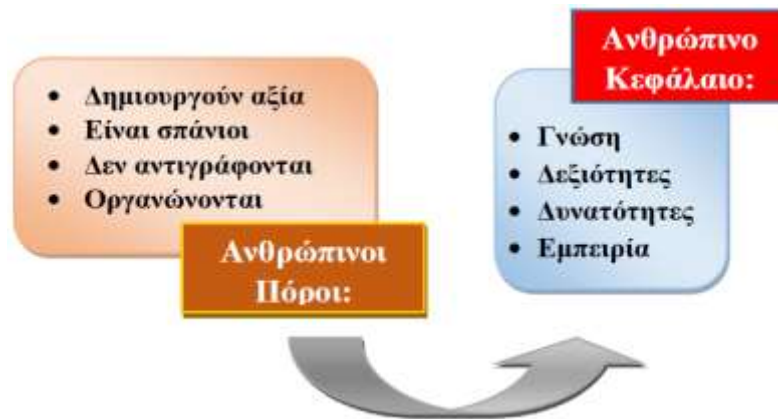 Ανθρώπινο
Κεφάλαιο:
• Δημιουργούν αξία
• Είναι σπάνιοι
• Δεν αντιγράφονται
• Οργανώνονται
Ανθρώπινοι
Πόροι:
• Γνώση
• Δεξιότητες
• Δυνατότητες
• Εμπειρία